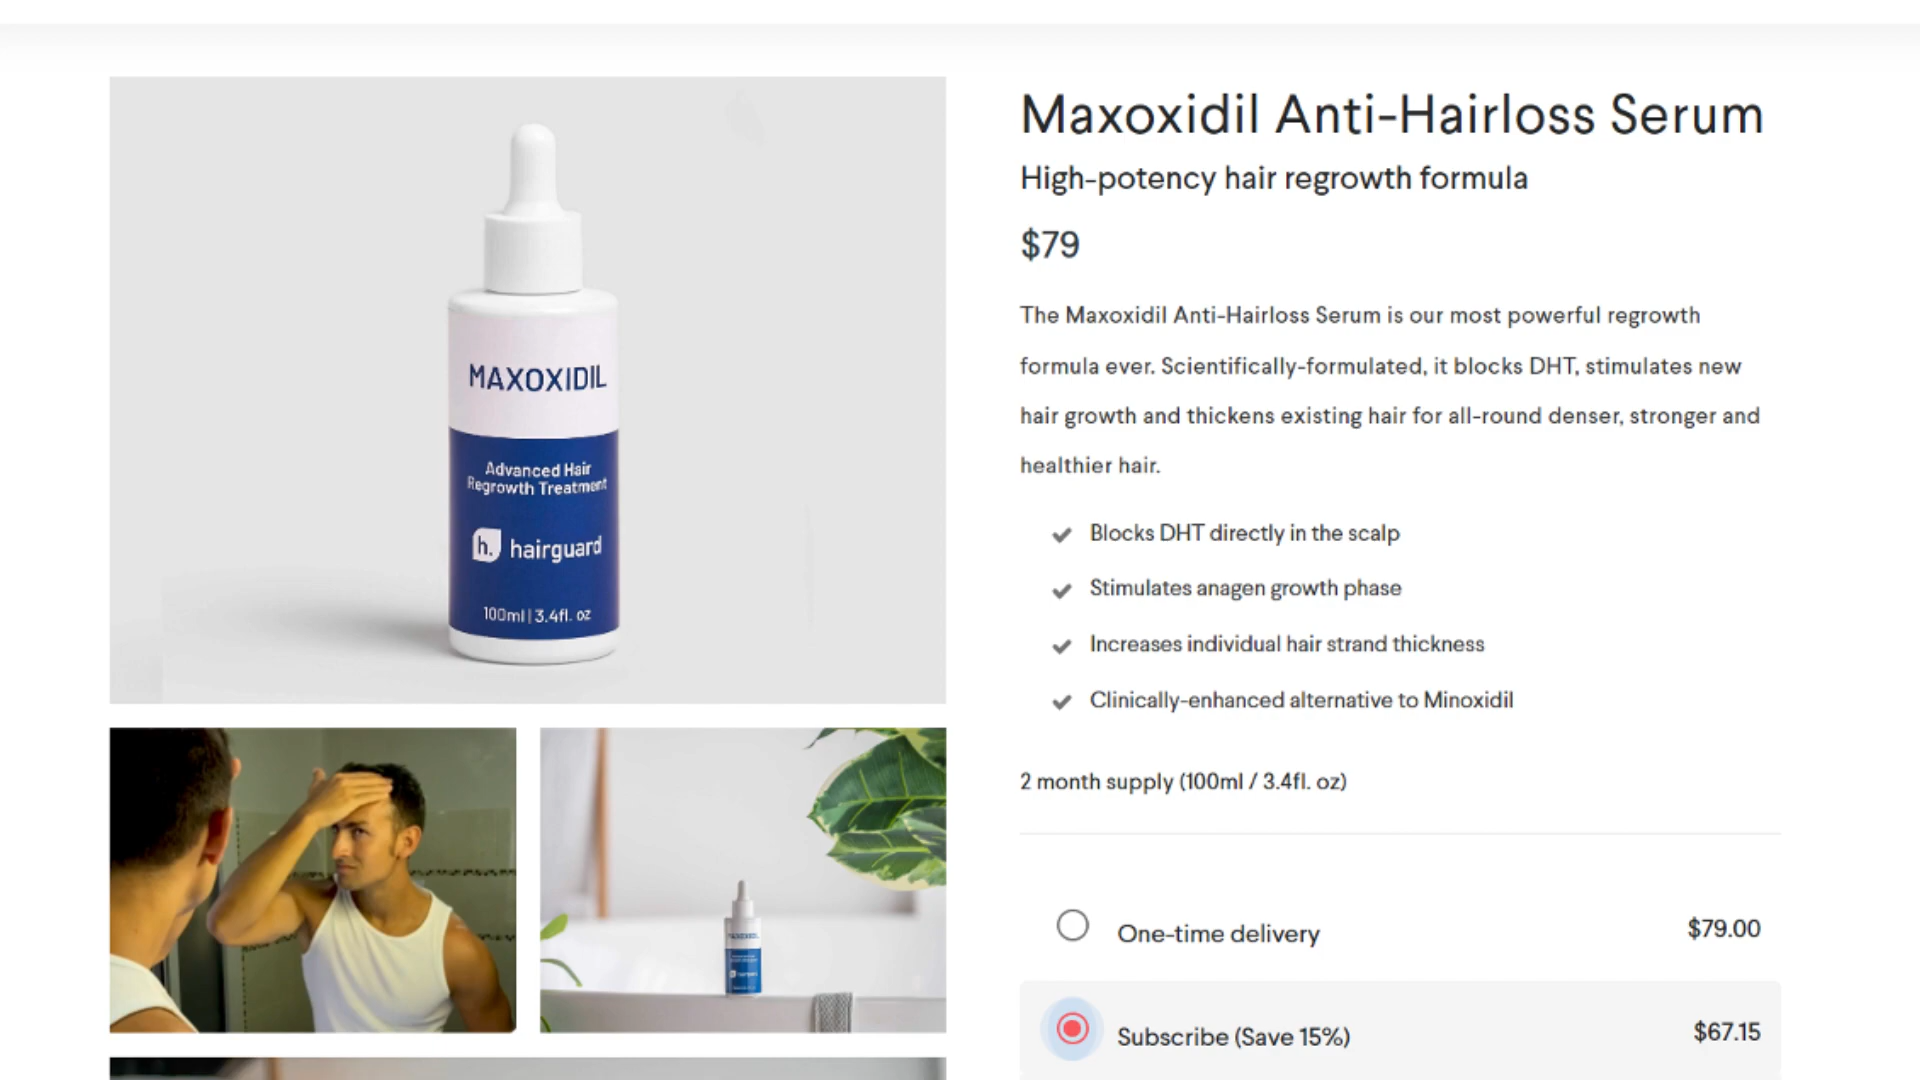 Maxoxidil Anti-Hairloss Serum
High-potency hair regrowth formula
$79
The Maxoxidil Anti-Hairloss Serum is our most powerful regrowth
formula ever. Scientifically-formulated, it blocks DHT, stimulates new
hair growth and thickens existing hair for all-round denser, stronger and
healthier hair.
Blocks DHT directly in the scalp
Stimulates anagen growth phase
Increases individual hair strand thickness
Clinically-enhanced alternative to Minoxidil
2 month supply (100ml / 3.4fl. oz)
One-time delivery $79.00
Subscribe (Save 15%) $67.15
MAXOXIDIL
Advanced Hair
Regrowth Treatment
h. hairguard
100ml | 3.4fl. oz
MAXOXIDIL
hairguard